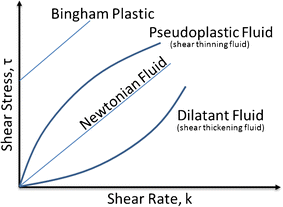 Bingham Plastic
Pseudoplastic Fluid
(shear thinning fluid)
Newtonian Fluid
Dilatant Fluid
(shear thickening fluid)
Shear Stress, τ
Shear Rate, k